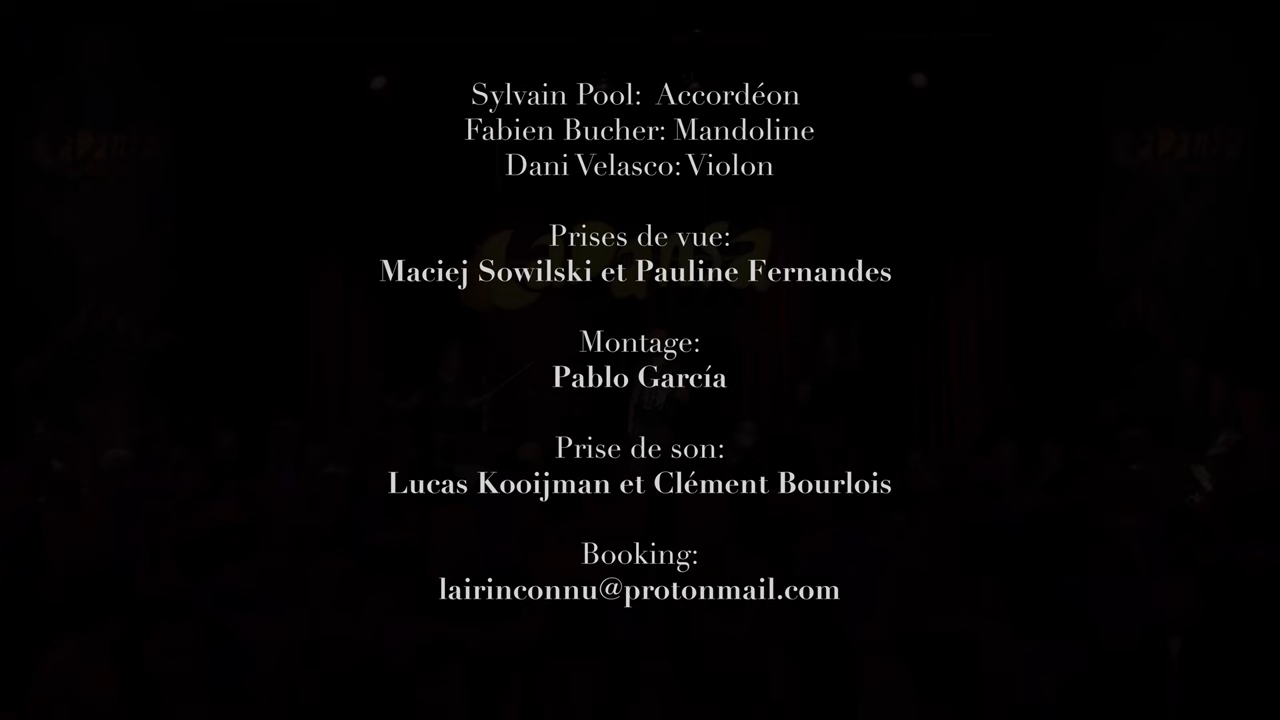 Sylvain Pool:  Accordéon
Fabien Bucher: Mandoline
Dani Velasco: Violon
Prises de vue:
Maciej Sowilski et Pauline Fernandes
Montage:
Pablo García
Prise de son:
Lucas Kooijman et Clément Bourlois
Booking:
lairinconnu@protonmail.com